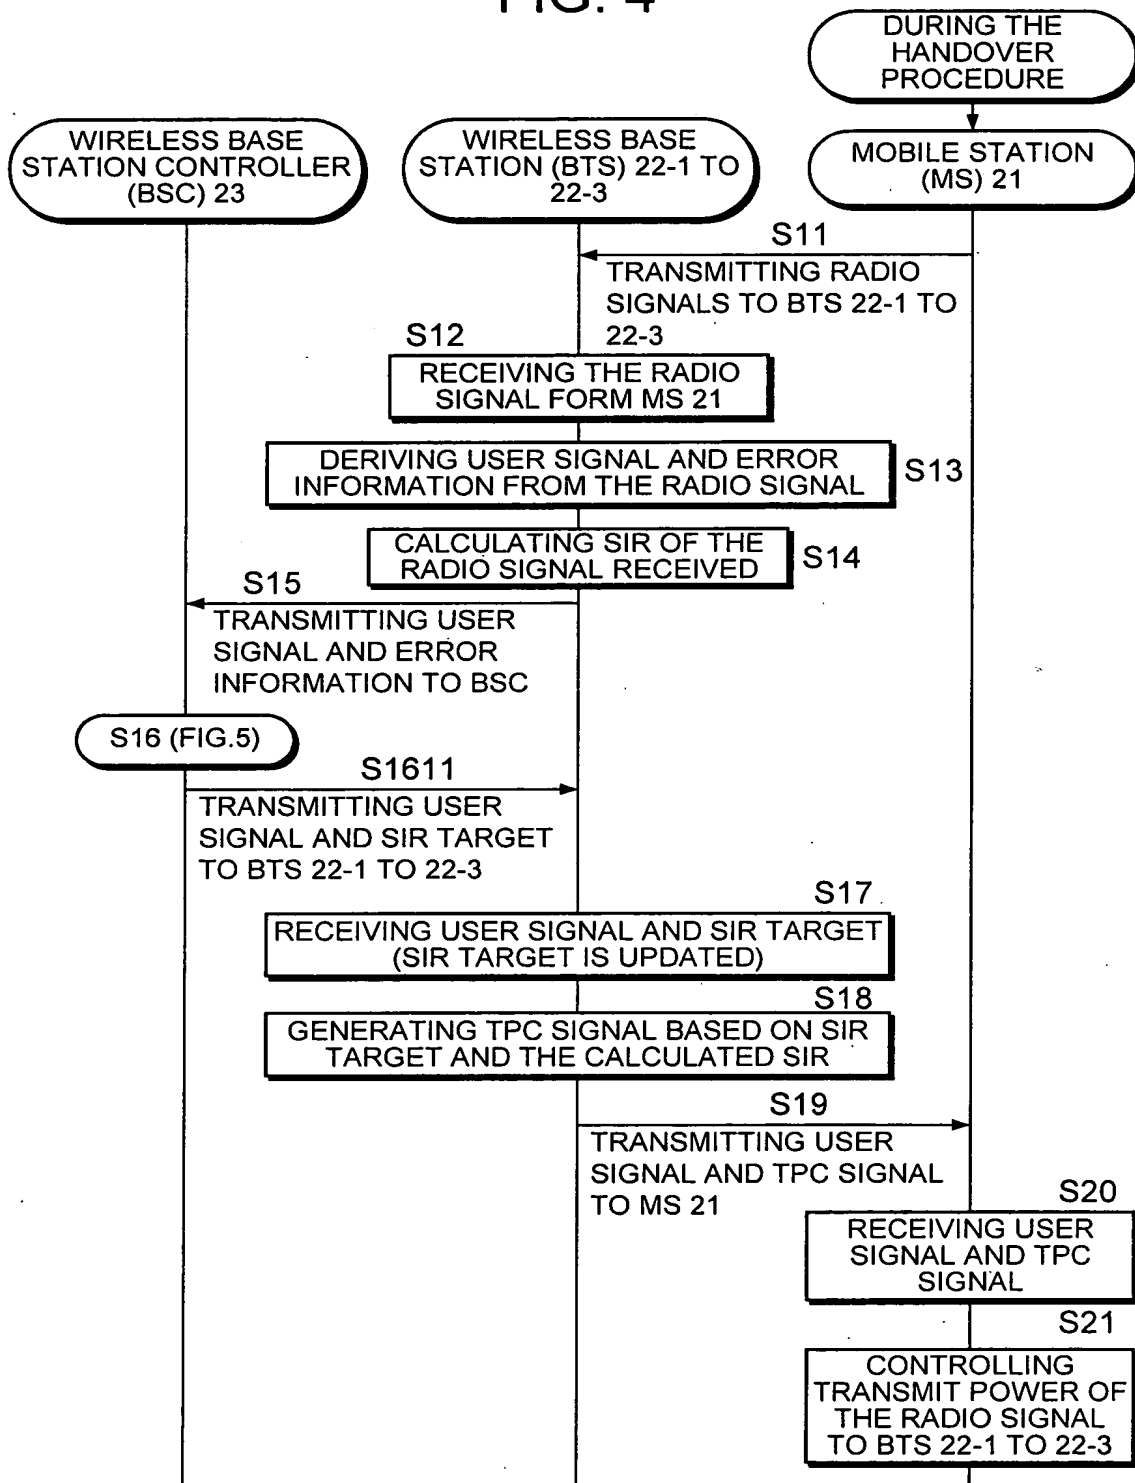 FIG. 4
DURING THE
HANDOVER
PROCEDURE
WIRELESS BASE
STATION CONTROLLER
(BSC) 23
WIRELESS BASE
STATION (BTS) 22-1 TO
22-3
MOBILE STATION
(MS) 21
S11
TRANSMITTING RADIO
SIGNALS TO BTS 22-1 TO
22-3
S12
RECEIVING THE RADIO
SIGNAL FORM MS 21
DERIVING USER SIGNAL AND ERROR
INFORMATION FROM THE RADIO SIGNAL
S13
CALCULATING SIR OF THE
RADIO SIGNAL RECEIVED
S14
S15
TRANSMITTING USER
SIGNAL AND ERROR
INFORMATION TO BSC
S16 (FIG.5)
S1611
TRANSMITTING USER
SIGNAL AND SIR TARGET
TO BTS 22-1 TO 22-3
S17
RECEIVING USER SIGNAL AND SIR TARGET
(SIR TARGET IS UPDATED)
S18
GENERATING TPC SIGNAL BASED ON SIR
TARGET AND THE CALCULATED SIR
S19
TRANSMITTING USER
SIGNAL AND TPC SIGNAL
TO MS 21
S20
RECEIVING USER
SIGNAL AND TPC
SIGNAL
S21
CONTROLLING
TRANSMIT POWER OF
THE RADIO SIGNAL
TO BTS 22-1 TO 22-3